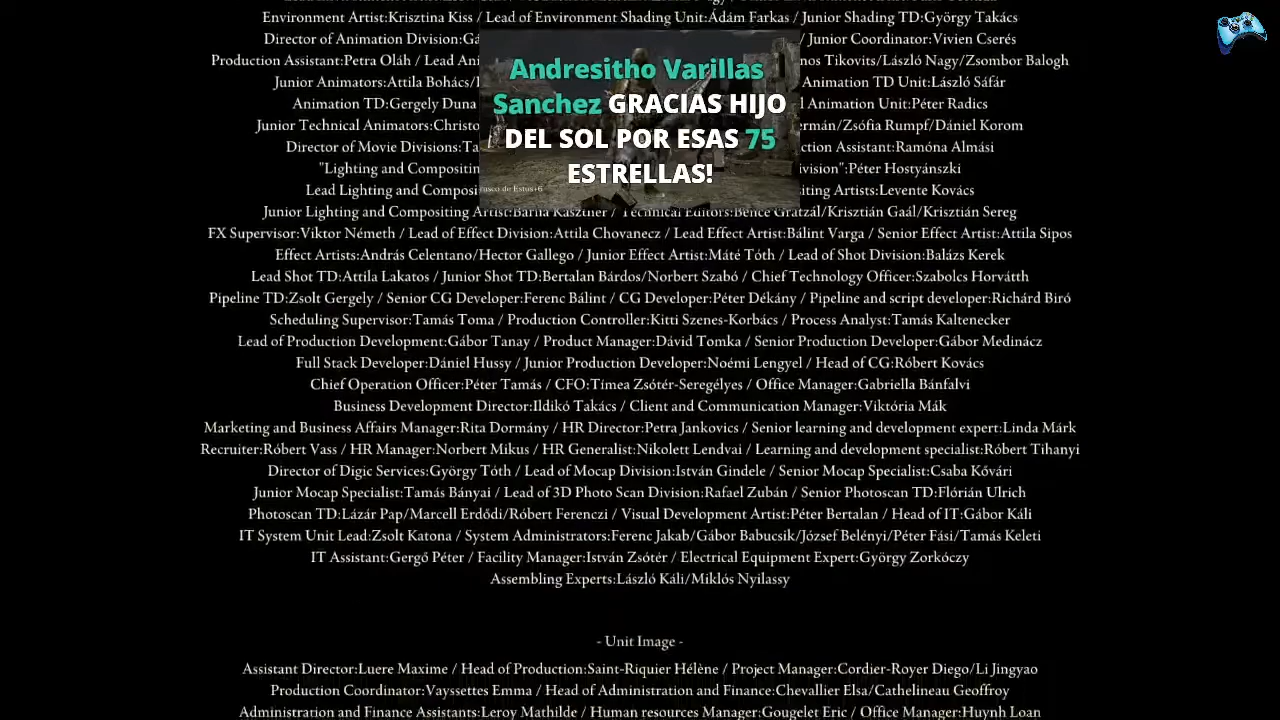 Environment Artist:Krisztina Kiss / Lead of Environment Shading Unit:Ádám Farkas / Junior Shading TD:György Takács
Director of Animation Division:Gá / Junior Coordinator:Vivien Cserés
Production Assistant:Petra Oláh / Lead Ani nos Tikovits/László Nagy/Zsombor Balogh
Junior Animators:Attila Bohács/ Animation TD Unit:László Sáfár
Animation TD:Gergely Duna l Animation Unit:Péter Radics
Junior Technical Animators:Christo ermán/Zsófia Rumpf/Dániel Korom
Director of Movie Divisions:Ta ction Assistant:Ramóna Almási
"Lighting and Compositin ivision":Péter Hostyánszki
Lead Lighting and Composi siting Artists:Levente Kovács
Andresitho Varillas
Sanchez GRACIAS HIJO
DEL SOL POR ESAS 75
ESTRELLAS!
rasco de Estus+6
Junior Lighting and Compositing Artist:Barna Kásztner / Technical Editors:Bence Gratzál/Krisztián Gaál/Krisztián Sereg
FX Supervisor:Viktor Németh / Lead of Effect Division:Attila Chovanecz / Lead Effect Artist:Bálint Varga / Senior Effect Artist:Attila Sipos
Effect Artists:András Celentano/Hector Gallego / Junior Effect Artist:Máté Tóth / Lead of Shot Division:Balázs Kerek
Lead Shot TD:Attila Lakatos / Junior Shot TD:Bertalan Bárdos/Norbert Szabó / Chief Technology Officer:Szabolcs Horvátth
Pipeline TD:Zsolt Gergely / Senior CG Developer:Ferenc Bálint / CG Developer:Péter Dékány / Pipeline and script developer:Richárd Biró
Scheduling Supervisor:Tamás Toma / Production Controller:Kitti Szenes-Korbács / Process Analyst:Tamás Kaltenecker
Lead of Production Development:Gábor Tanay / Product Manager:Dávid Tomka / Senior Production Developer:Gábor Medinácz
Full Stack Developer:Dániel Hussy / Junior Production Developer:Noémi Lengyel / Head of CG:Róbert Kovács
Chief Operation Officer:Péter Tamás / CFO:Tímea Zsótér-Seregélyes / Office Manager:Gabriella Bánfalvi
Business Development Director:Ildikó Takács / Client and Communication Manager:Viktória Mák
Marketing and Business Affairs Manager:Rita Dormány / HR Director:Petra Jankovics / Senior learning and development expert:Linda Márk
Recruiter:Róbert Vass / HR Manager:Norbert Mikus / HR Generalist:Nikolett Lendvai / Learning and development specialist:Róbert Tihanyi
Director of Digic Services:György Tóth / Lead of Mocap Division:István Gindele / Senior Mocap Specialist:Csaba Kővári
Junior Mocap Specialist:Tamás Bányai / Lead of 3D Photo Scan Division:Rafael Zubán / Senior Photoscan TD:Flórián Ulrich
Photoscan TD:Lázár Pap/Marcell Erdődi/Róbert Ferenczi / Visual Development Artist:Péter Bertalan / Head of IT:Gábor Káli
IT System Unit Lead:Zsolt Katona / System Administrators:Ferenc Jakab/Gábor Babucsik/József Belényi/Péter Fási/Tamás Keleti
IT Assistant:Gergő Péter / Facility Manager:István Zsótér / Electrical Equipment Expert:György Zorkóczy
Assembling Experts:László Káli/Miklós Nyilassy
- Unit Image -
Assistant Director:Luere Maxime / Head of Production:Saint-Riquier Hélène / Project Manager:Cordier-Royer Diego/Li Jingyao
Production Coordinator:Vayssettes Emma / Head of Administration and Finance:Chevallier Elsa/Cathelineau Geoffroy
Administration and Finance Assistants:Leroy Mathilde / Human resources Manager:Gougelet Eric / Office Manager:Huynh Loan